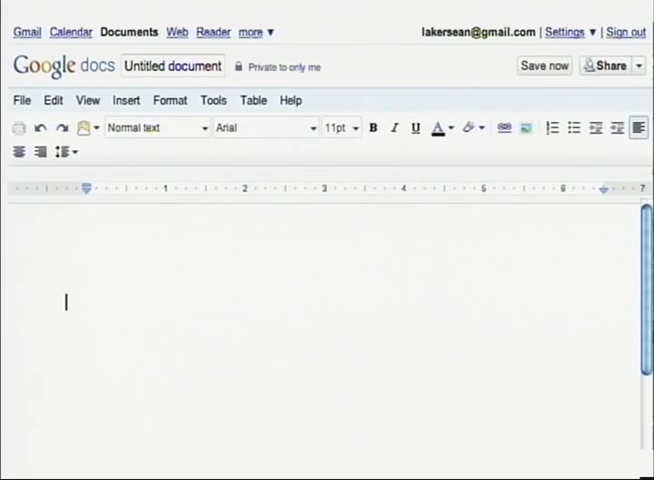 Gmail Calendar Documents Web Reader more ▼ lakersean@gmail.com | Settings ▼ | Sign out
Google docs Untitled document Private to only me Save now Share
File Edit View Insert Format Tools Table Help
Normal text Arial 11pt B I U A
1 2 3 4 5 6 7